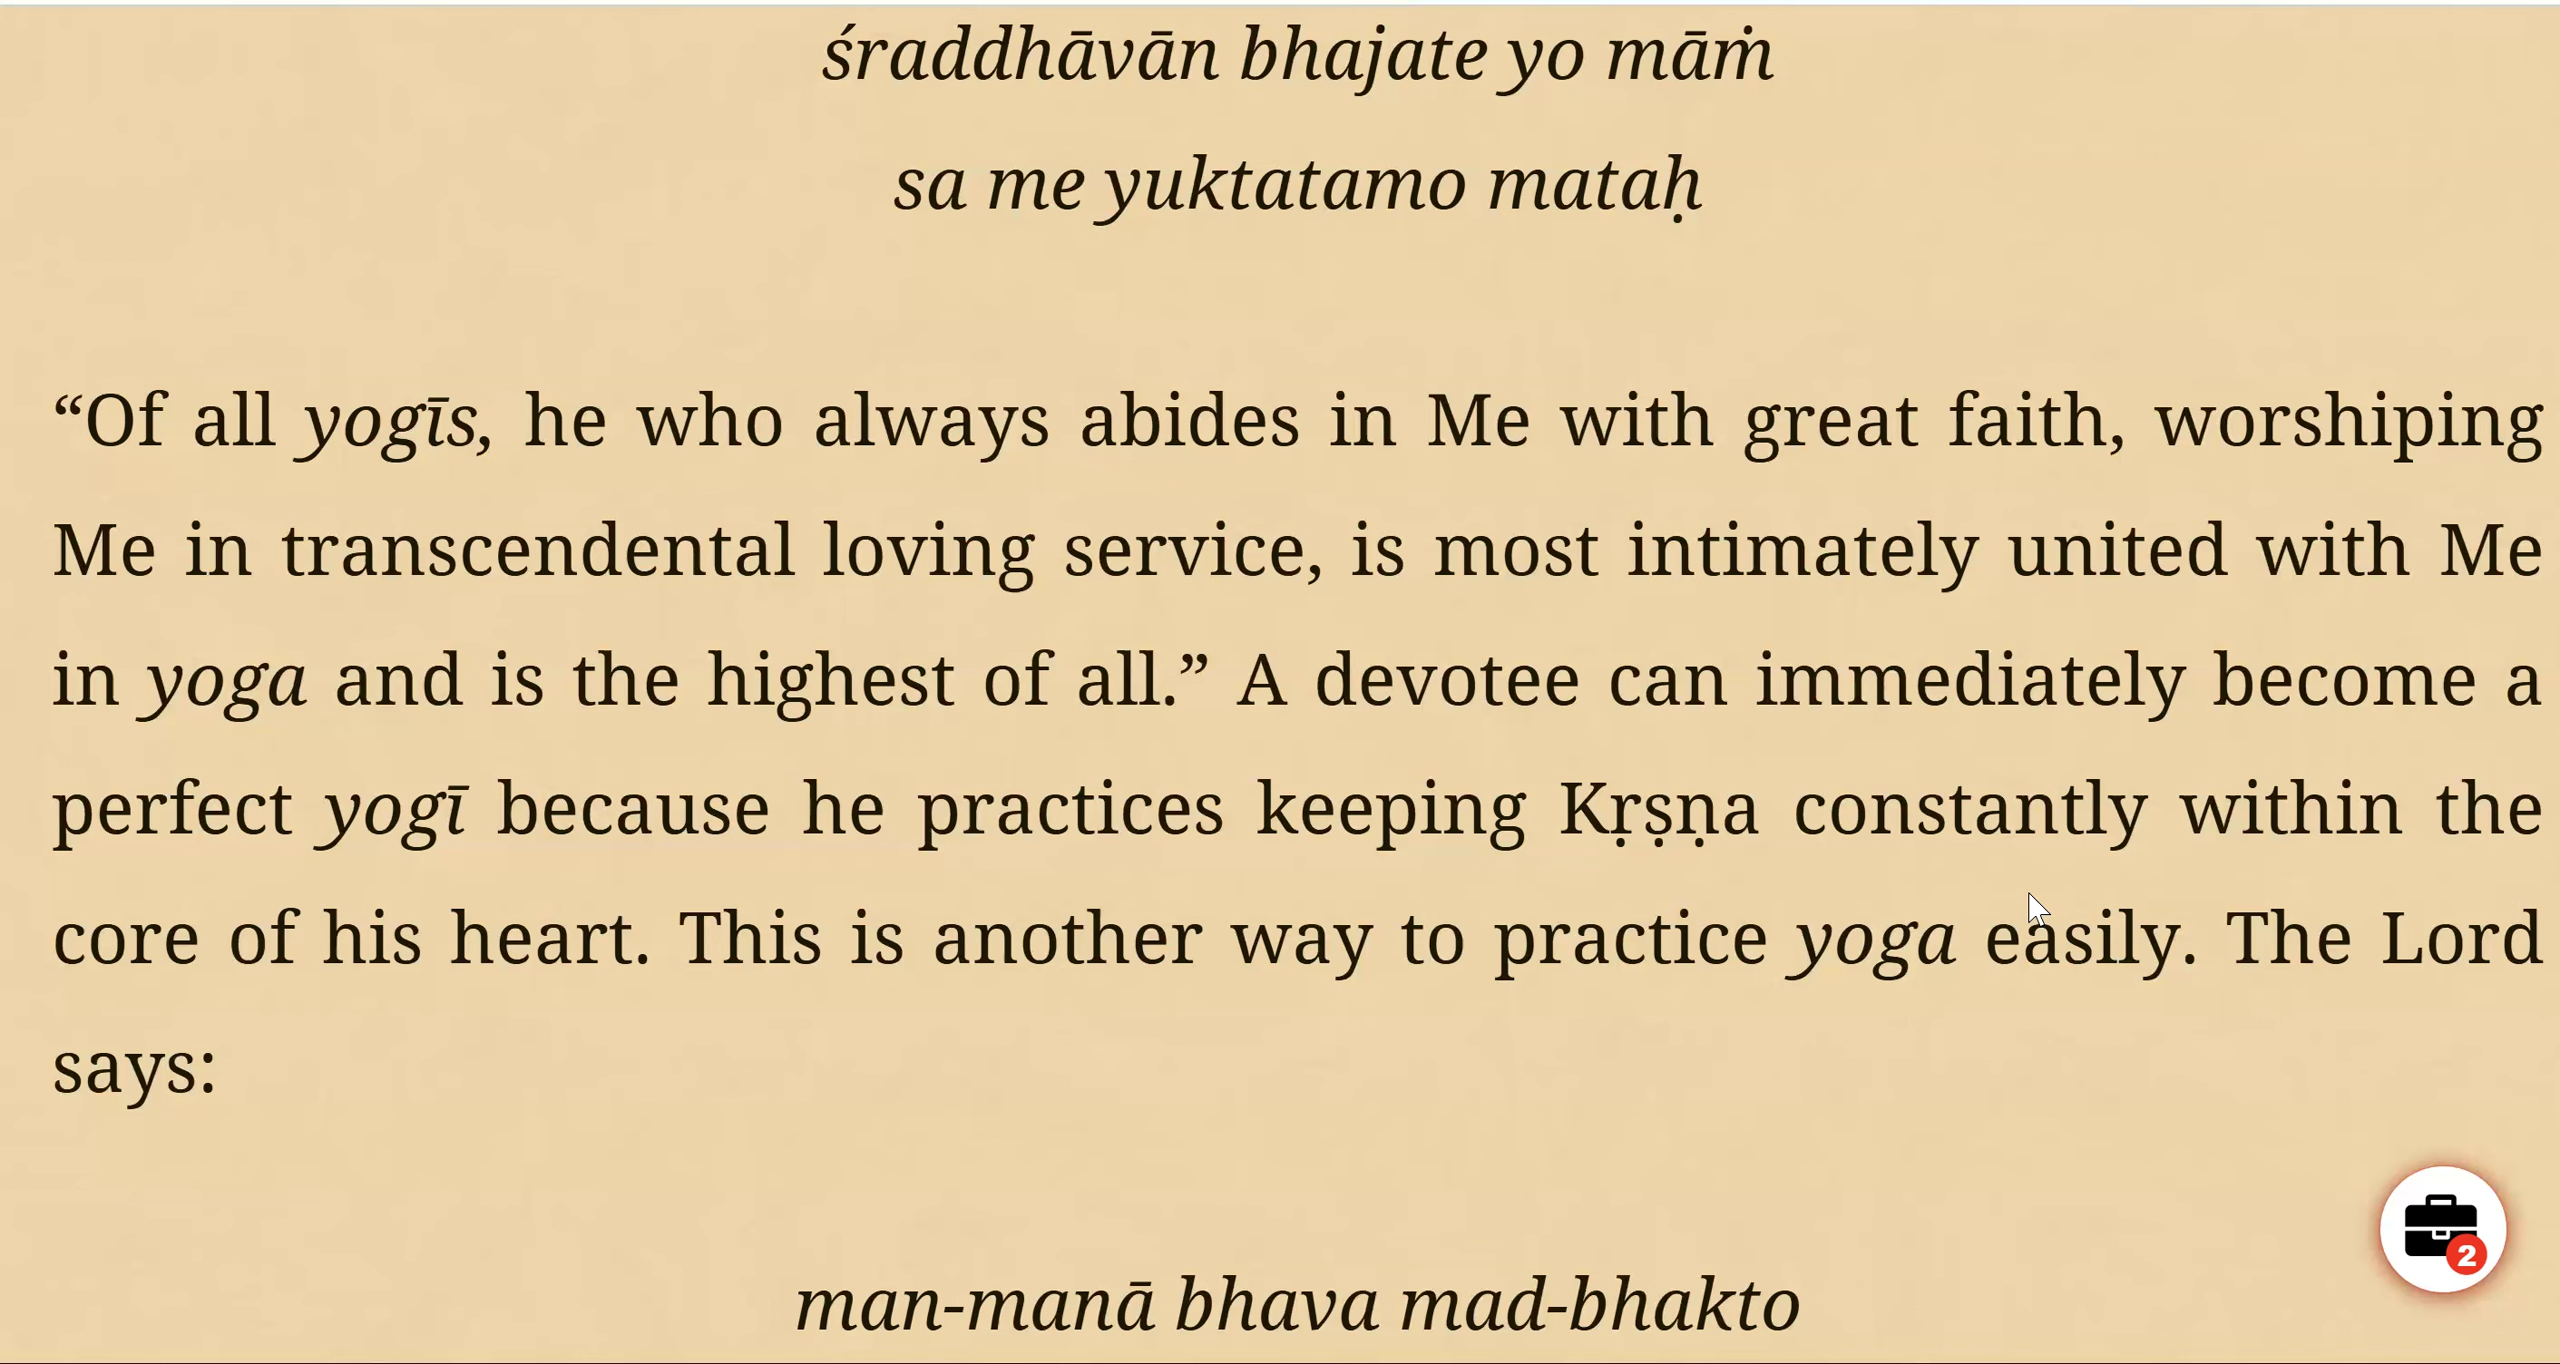 śraddhāvān bhajate yo māṁ
sa me yuktatamo mataḥ
“Of all yogīs, he who always abides in Me with great faith, worshiping
Me in transcendental loving service, is most intimately united with Me
in yoga and is the highest of all.” A devotee can immediately become a
perfect yogī because he practices keeping Kṛṣṇa constantly within the
core of his heart. This is another way to practice yoga easily. The Lord
says:
2
man-manā bhava mad-bhakto